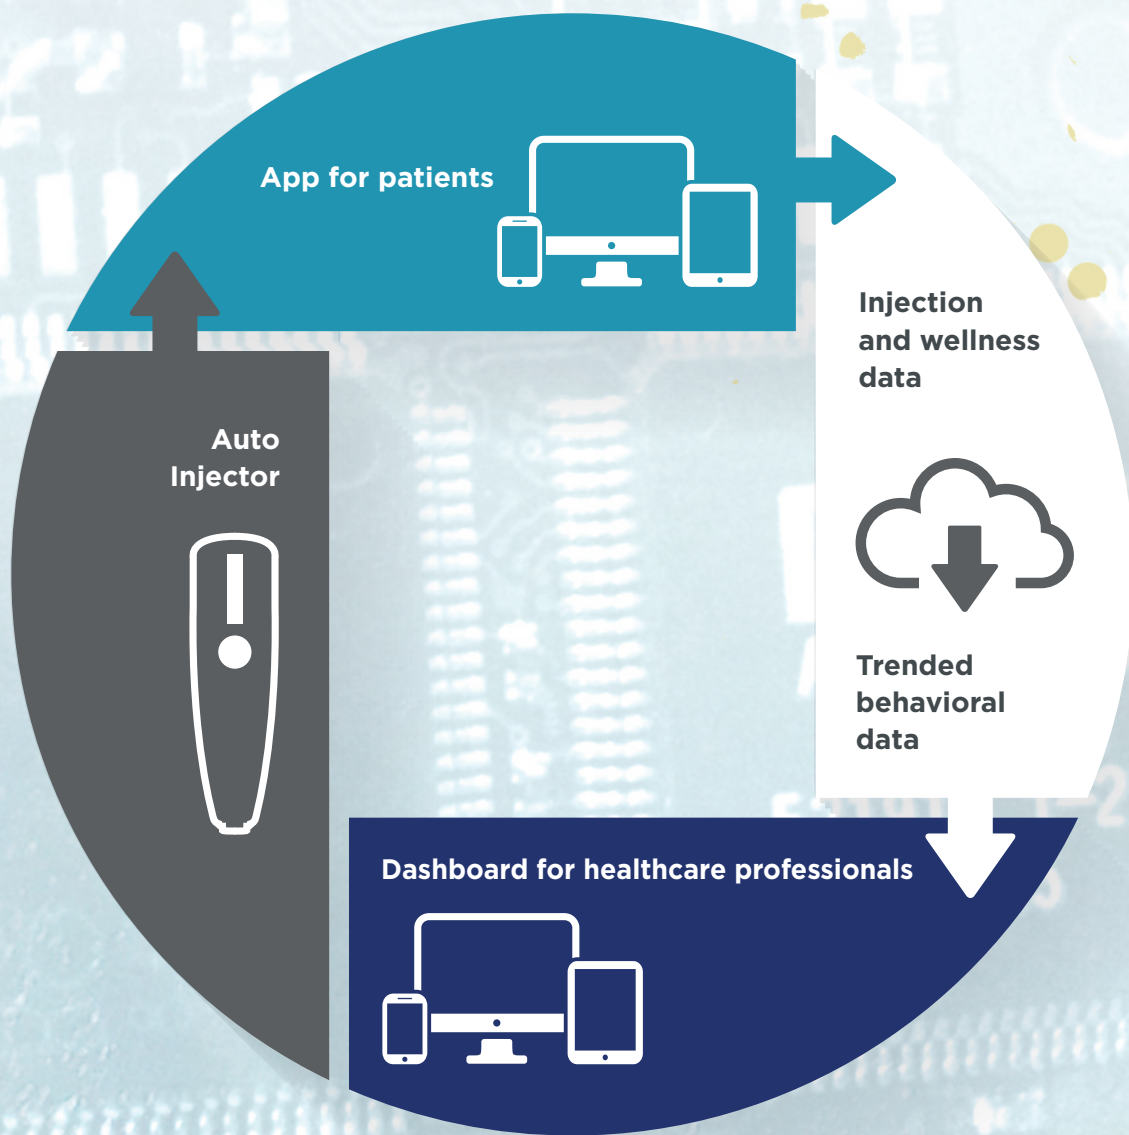 App for patients
Injection
and wellness
data
Auto
Injector
Trended
behavioral
data
Dashboard for healthcare professionals